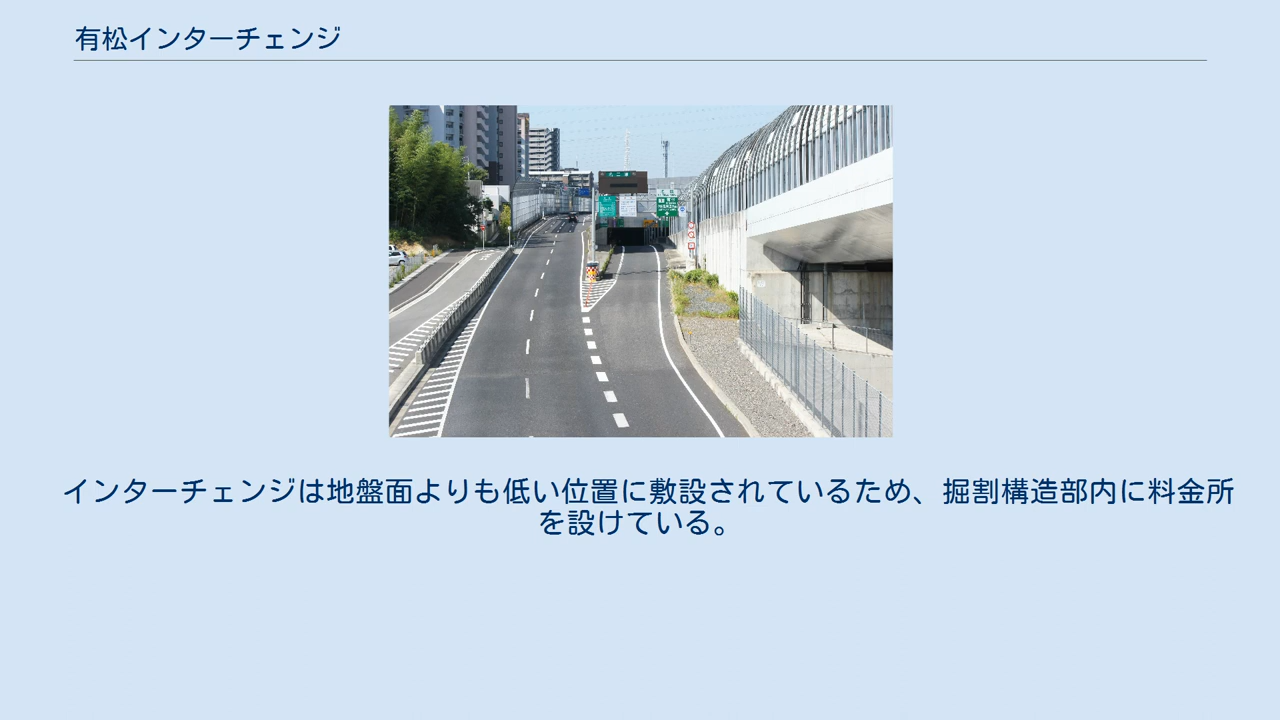 有松インターチェンジ
インターチェンジは地盤面よりも低い位置に敷設されているため、掘割構造部内に料金所
を設けている。